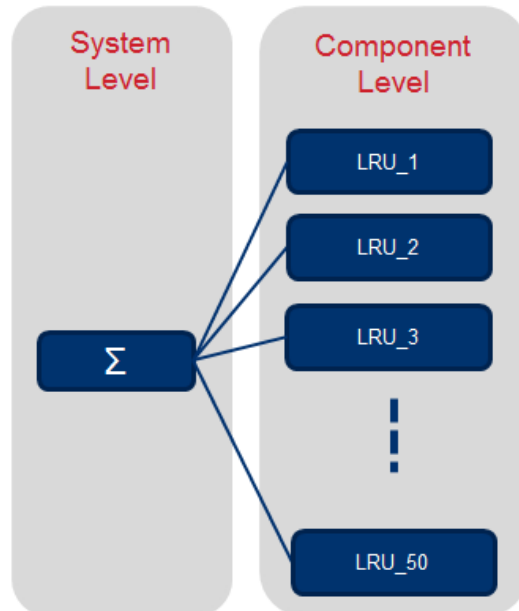 System
Level
Component
Level
LRU_1
LRU_2
LRU_3
Σ
LRU_50